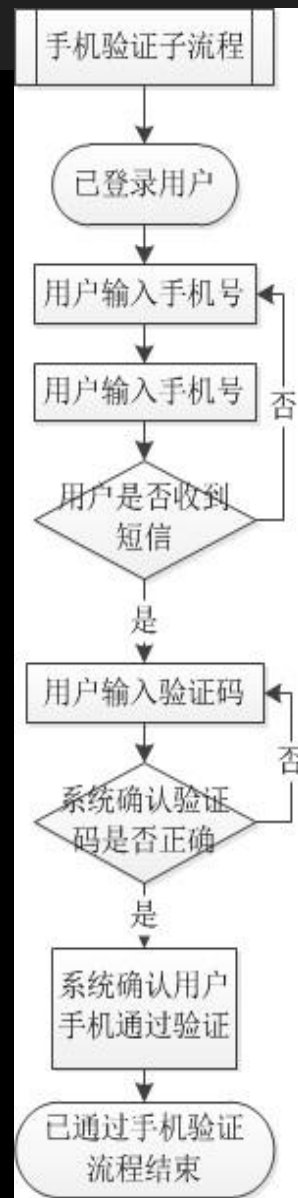 手机验证子流程
已登录用户
用户输入手机号
用户输入手机号
否
用户是否收到
短信
是
用户输入验证码
否
系统确认验证
码是否正确
是
系统确认用户
手机通过验证
已通过手机验证
流程结束